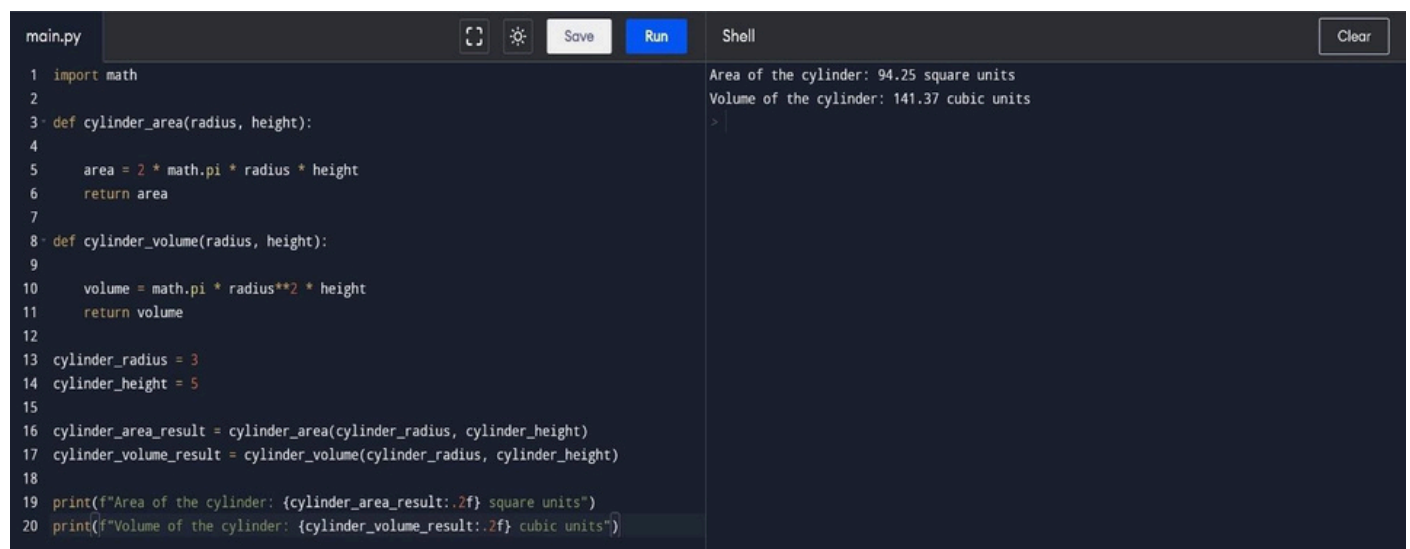 main.py
Save
Run
Shell
Clear
1 import math
2
3 def cylinder_area(radius, height):
4
5     area = 2 * math.pi * radius * height
6     return area
7
8 def cylinder_volume(radius, height):
9
10     volume = math.pi * radius**2 * height
11     return volume
12
13 cylinder_radius = 3
14 cylinder_height = 5
15
16 cylinder_area_result = cylinder_area(cylinder_radius, cylinder_height)
17 cylinder_volume_result = cylinder_volume(cylinder_radius, cylinder_height)
18
19 print(f"Area of the cylinder: {cylinder_area_result:.2f} square units")
20 print(f"Volume of the cylinder: {cylinder_volume_result:.2f} cubic units")
Area of the cylinder: 94.25 square units
Volume of the cylinder: 141.37 cubic units
>